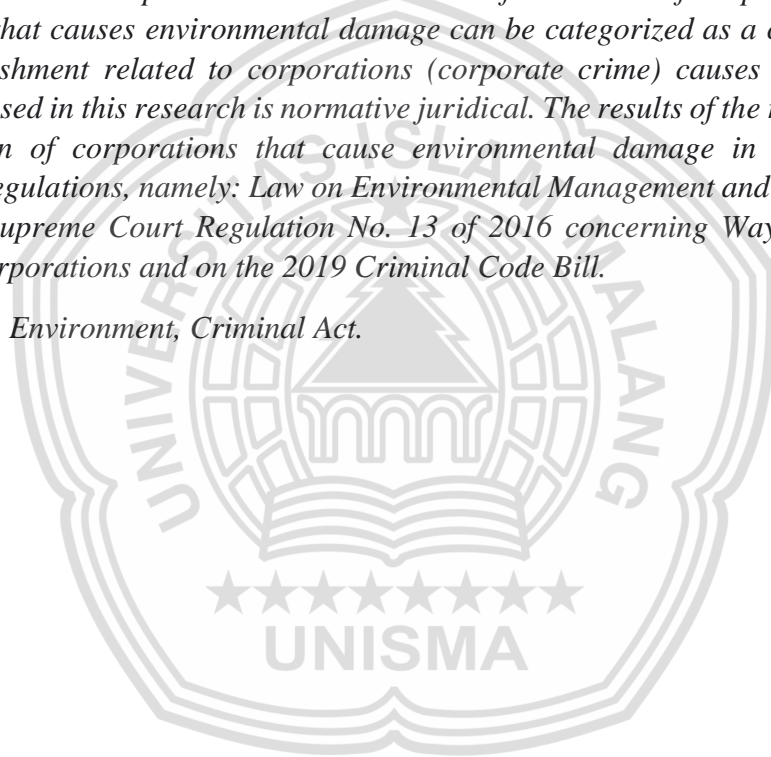 that causes environmental damage can be categorized as a
shment related to corporations (corporate crime) causes
sed in this research is normative juridical. The results of the
n of corporations that cause environmental damage in
egulations, namely: Law on Environmental Management and
upreme Court Regulation No. 13 of 2016 concerning Way
rporations and on the 2019 Criminal Code Bill.
Environment, Criminal Act.
UNIVERSITAS ISLAM MALANG
UNISMA